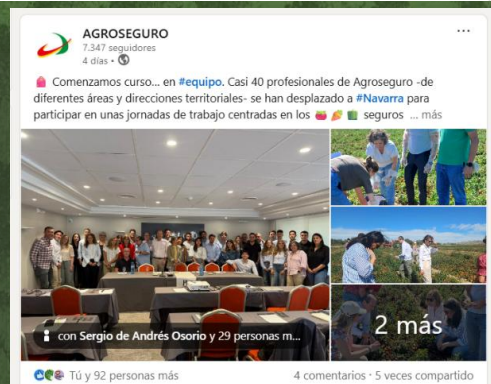 AGROSEGURO
7.347 seguidores
4 días •
Comenzamos curso... en #equipo. Casi 40 profesionales de Agroseguro -de
diferentes áreas y direcciones territoriales- se han desplazado a #Navarra para
participar en unas jornadas de trabajo centradas en los seguros ... más
con Sergio de Andrés Osorio y 29 personas m...
2 más
Tú y 92 personas más
4 comentarios · 5 veces compartido